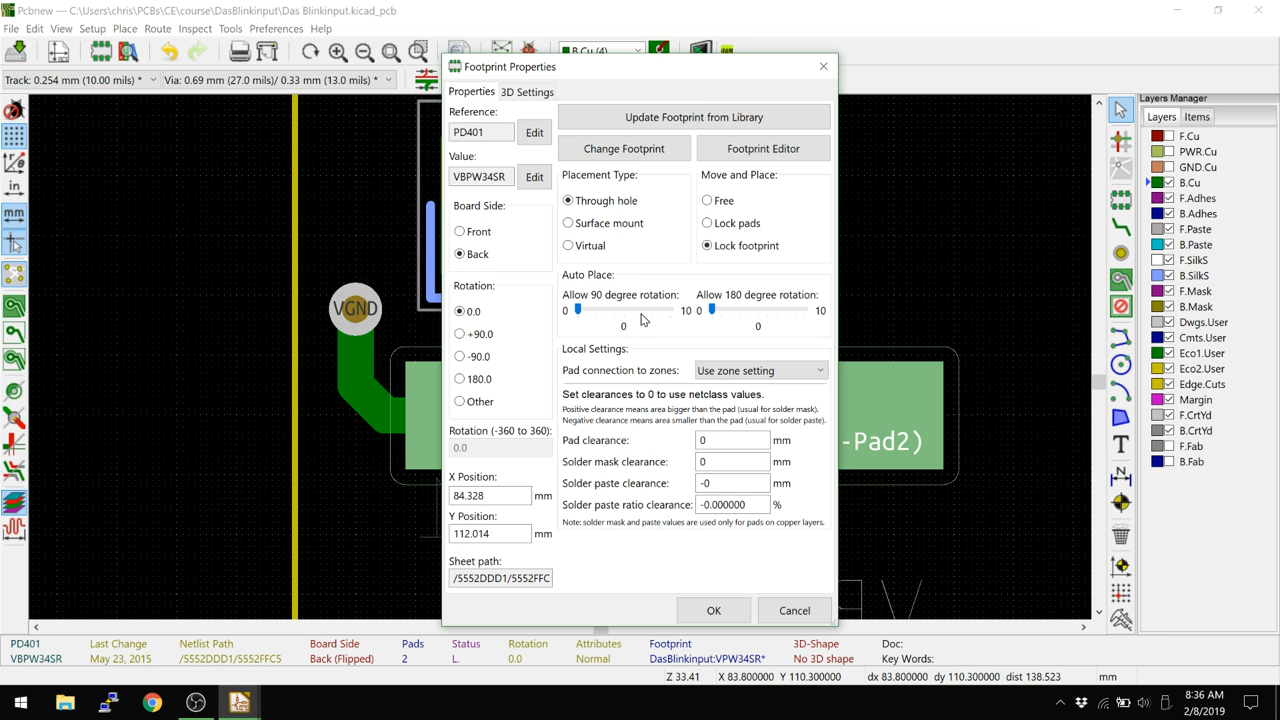 Pcbnew — C:\Users\chris\PCBs\CE\course\DasBlinkinput\Das Blinkinput.kicad_pcb
File Edit View Setup Place Route Inspect Tools Preferences Help
B.Cu (4)
Track: 0.254 mm (10.00 mils) * Via: 0.69 mm (27.0 mils)/ 0.33 mm (13.0 mils) *
Footprint Properties
Properties 3D Settings
Reference:
PD401 Edit
Value:
VBPW34SR Edit
Board Side:
Front
Back
Rotation:
0.0
+90.0
-90.0
180.0
Other
Rotation (-360 to 360):
0.0
X Position:
84.328 mm
Y Position:
112.014 mm
Sheet path:
/5552DDD1/5552FFC
Update Footprint from Library
Change Footprint Footprint Editor
Placement Type:
Through hole
Surface mount
Virtual
Move and Place:
Free
Lock pads
Lock footprint
Auto Place:
Allow 90 degree rotation: Allow 180 degree rotation:
0 10 0 10
0 0
Local Settings:
Pad connection to zones: Use zone setting
Set clearances to 0 to use netclass values.
Positive clearance means area bigger than the pad (usual for solder mask).
Negative clearance means area smaller than the pad (usual for solder paste).
Pad clearance: 0 mm
Solder mask clearance: 0 mm
Solder paste clearance: -0 mm
Solder paste ratio clearance: -0.000000 %
Note: solder mask and paste values are used only for pads on copper layers.
OK Cancel
in
mm
VGND
-Pad2)
Layers Manager
Layers Items
F.Cu
PWR.Cu
GND.Cu
B.Cu
F.Adhes
B.Adhes
F.Paste
B.Paste
F.SilkS
B.SilkS
F.Mask
B.Mask
Dwgs.User
Cmts.User
Eco1.User
Eco2.User
Edge.Cuts
Margin
F.CrtYd
B.CrtYd
F.Fab
B.Fab
PD401 Last Change Netlist Path Board Side Pads Status Rotation Attributes Footprint 3D-Shape Doc:
VBPW34SR May 23, 2015 /5552DDD1/5552FFC5 Back (Flipped) 2 L. 0.0 Normal DasBlinkinput:VPW34SR* No 3D shape Key Words:
Z 33.41 X 83.800000 Y 110.300000 dx 83.800000 dy 110.300000 dist 138.523 mm
8:36 AM
2/8/2019